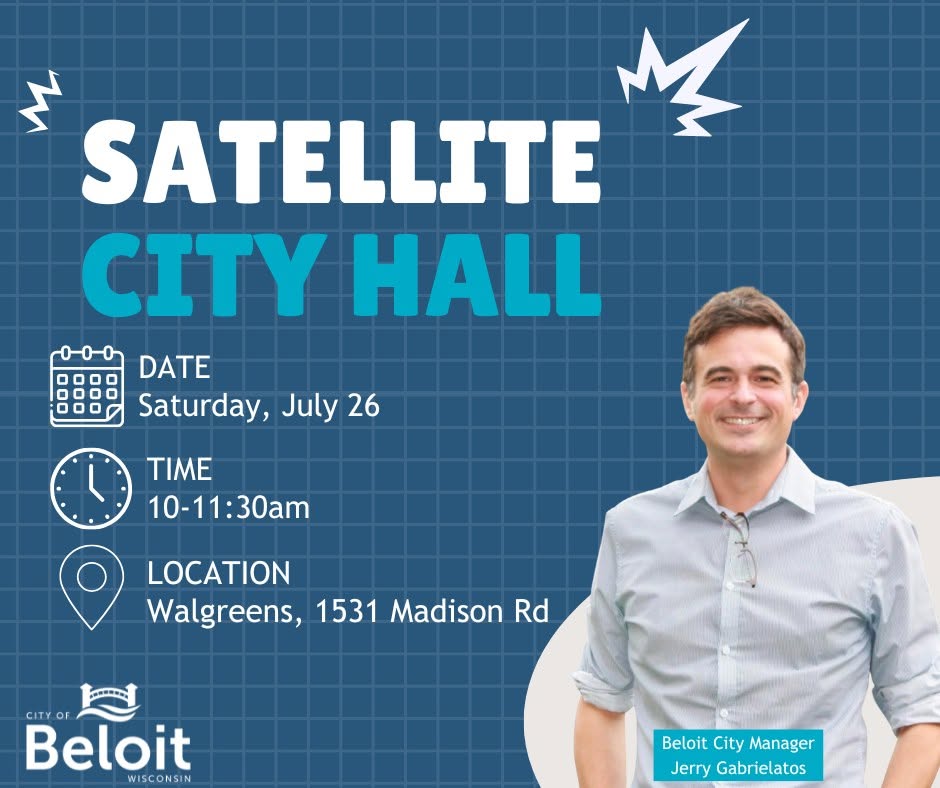 SATELLITE
CITY HALL
DATE
Saturday, July 26
TIME
10-11:30am
LOCATION
Walgreens, 1531 Madison Rd
CITY OF
Beloit
WISCONSIN
Beloit City Manager
Jerry Gabrielatos